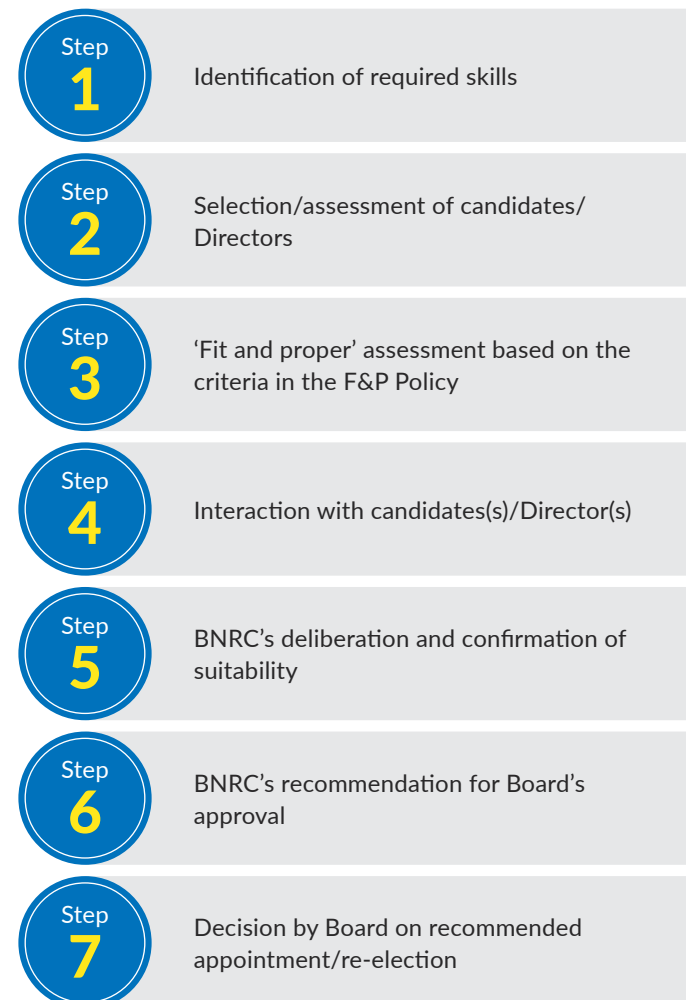 Step
1
Identification of required skills
Step
2
Selection/assessment of candidates/
Directors
Step
3
‘Fit and proper’ assessment based on the
criteria in the F&P Policy
Step
4
Interaction with candidates(s)/Director(s)
Step
5
BNRC’s deliberation and confirmation of
suitability
Step
6
BNRC’s recommendation for Board’s
approval
Step
7
Decision by Board on recommended
appointment/re-election